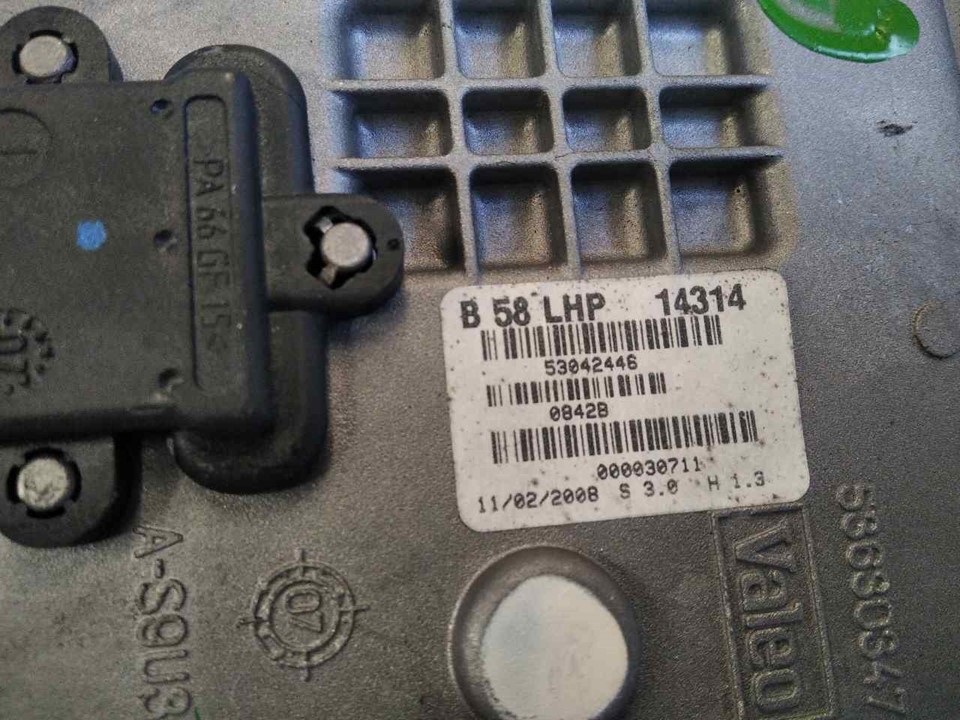 >PA 66 GF 15<
B 58 LHP 14314
53042446
0842B
000030711
11/02/2008 S 3.0 H 1.3
Valeo
A-S9U3
07